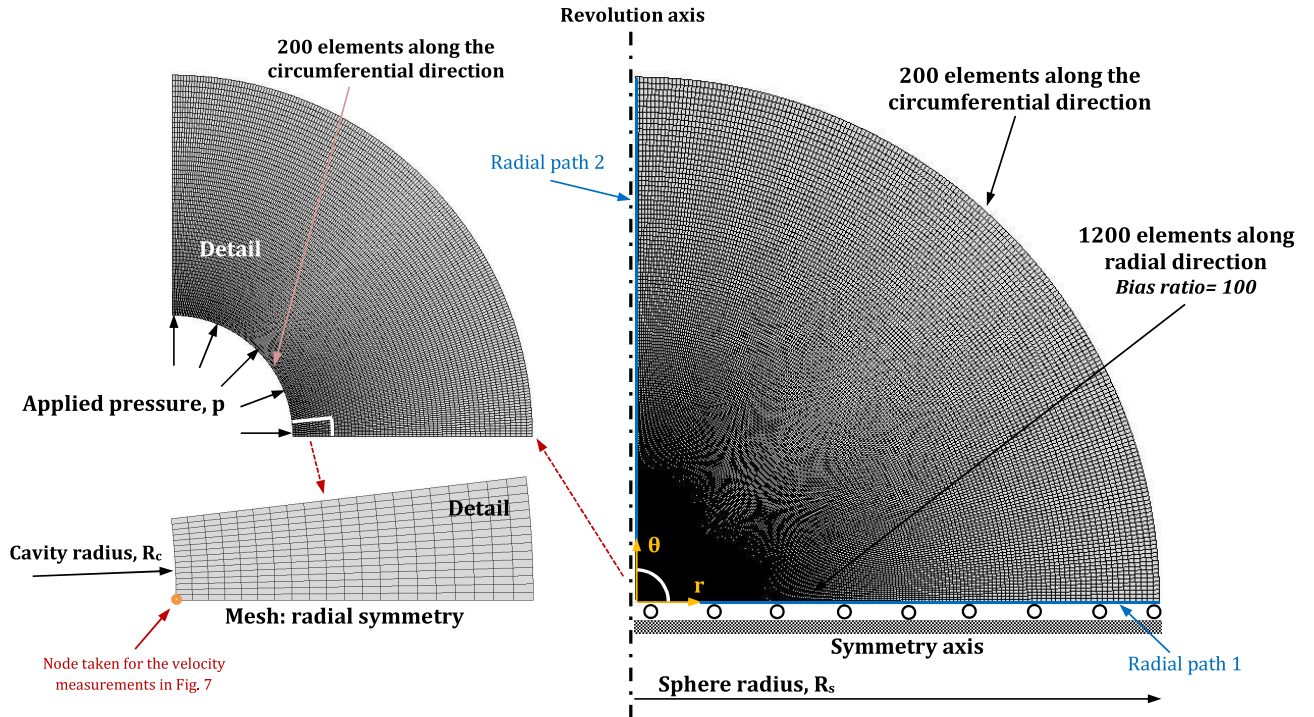 Revolution axis
200 elements along the
circumferential direction
200 elements along the
circumferential direction
Radial path 2
Detail
1200 elements along
radial direction
Bias ratio= 100
Applied pressure, p
Detail
Cavity radius, Rc
θ
r
Mesh: radial symmetry
Symmetry axis
Node taken for the velocity
measurements in Fig. 7
Radial path 1
Sphere radius, Rs